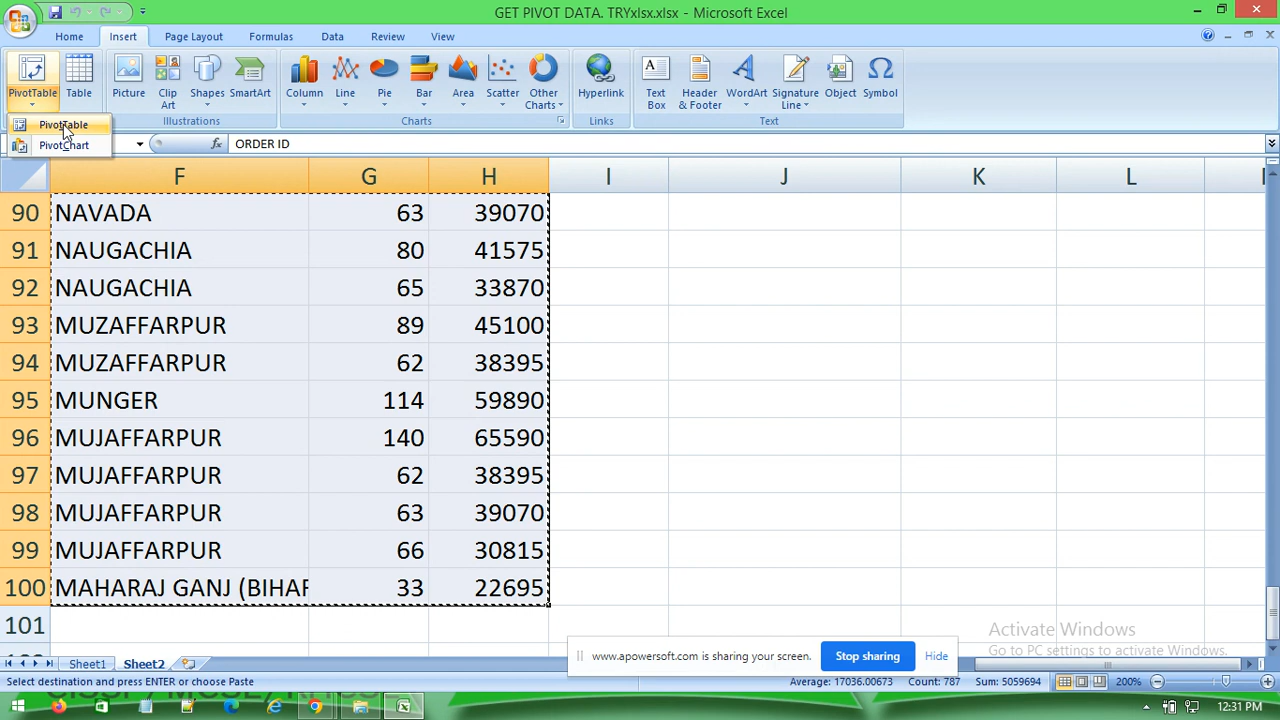 GET PIVOT DATA. TRYxlsx.xlsx - Microsoft Excel
Home Insert Page Layout Formulas Data Review View
PivotTable Table Picture Clip Art Shapes SmartArt Column Line Pie Bar Area Scatter Other Charts Hyperlink Text Box Header & Footer WordArt Signature Line Object Symbol
Illustrations Charts Links Text
PivotTable
PivotChart
ORDER ID
F G H I J K L
90 NAVADA 63 39070
91 NAUGACHIA 80 41575
92 NAUGACHIA 65 33870
93 MUZAFFARPUR 89 45100
94 MUZAFFARPUR 62 38395
95 MUNGER 114 59890
96 MUJAFFARPUR 140 65590
97 MUJAFFARPUR 62 38395
98 MUJAFFARPUR 63 39070
99 MUJAFFARPUR 66 30815
100 MAHARAJ GANJ (BIHAR 33 22695
101
Activate Windows
Go to PC settings to activate Windows.
www.apowersoft.com is sharing your screen. Stop sharing Hide
Sheet1 Sheet2
Select destination and press ENTER or choose Paste Average: 17036.00673 Count: 787 Sum: 5059694 200%
12:31 PM